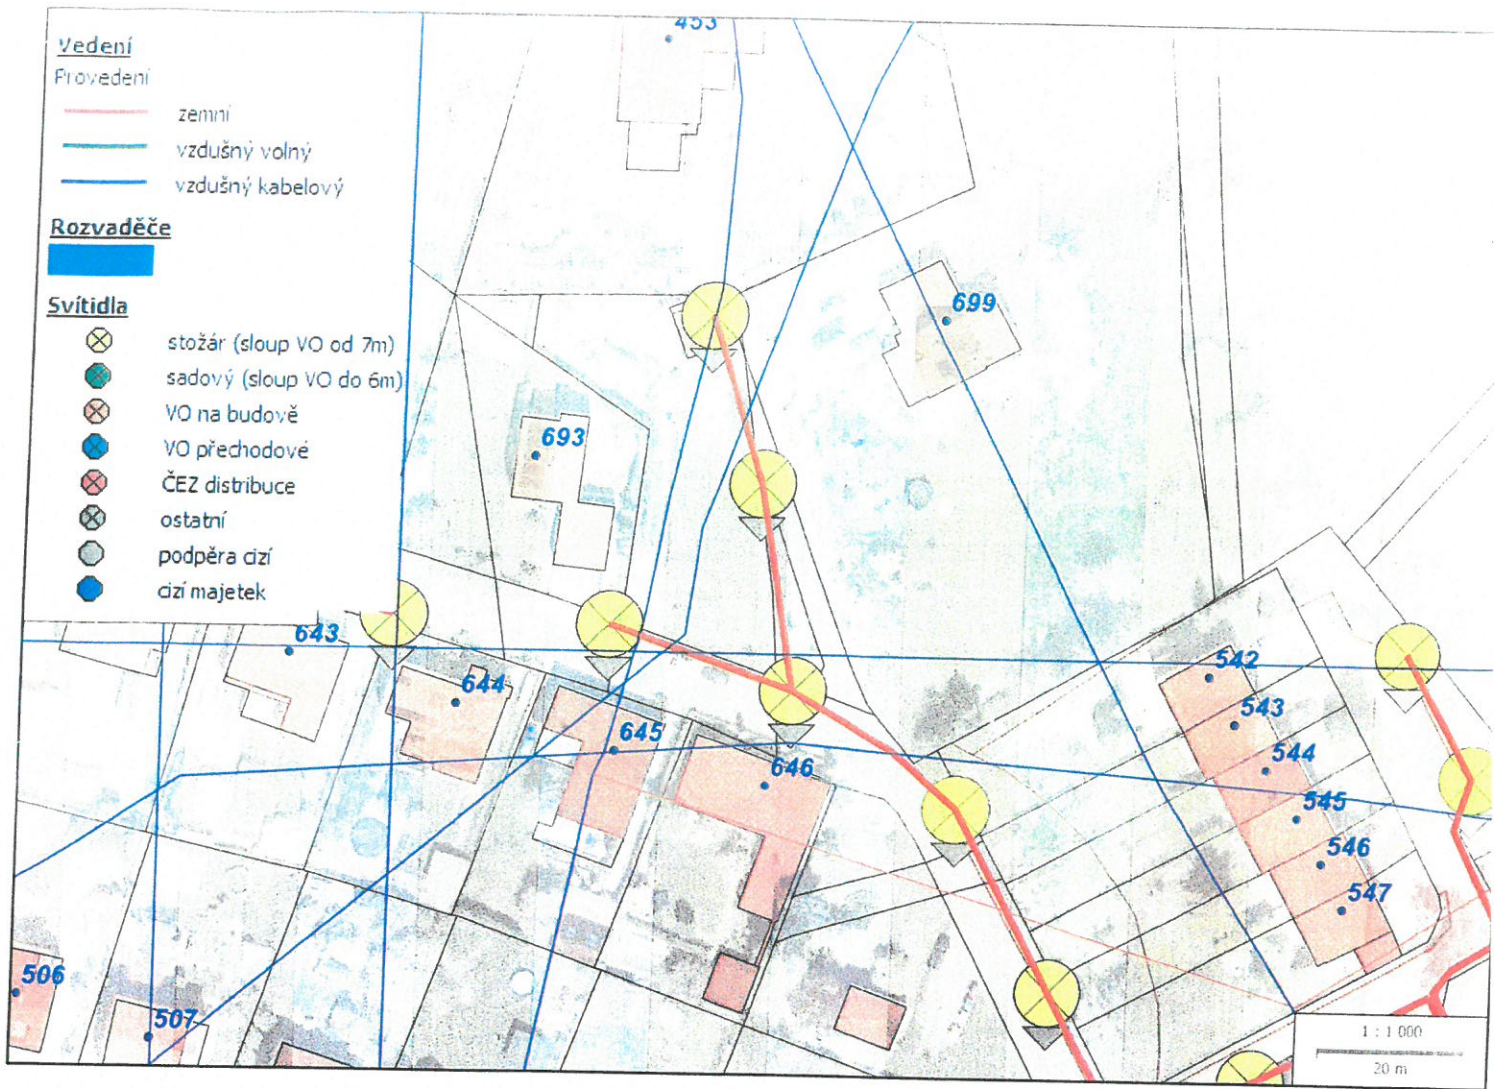 Vedení
Provedení
zemní
vzdušný volný
vzdušný kabelový
Rozvaděče
Svítidla
stožár (sloup VO od 7m)
sadový (sloup VO do 6m)
VO na budově
VO přechodové
ČEZ distribuce
ostatní
podpěra cizí
cizí majetek
453
699
693
643
644
645
646
542
543
544
545
546
547
506
507
1 : 1 000
20 m